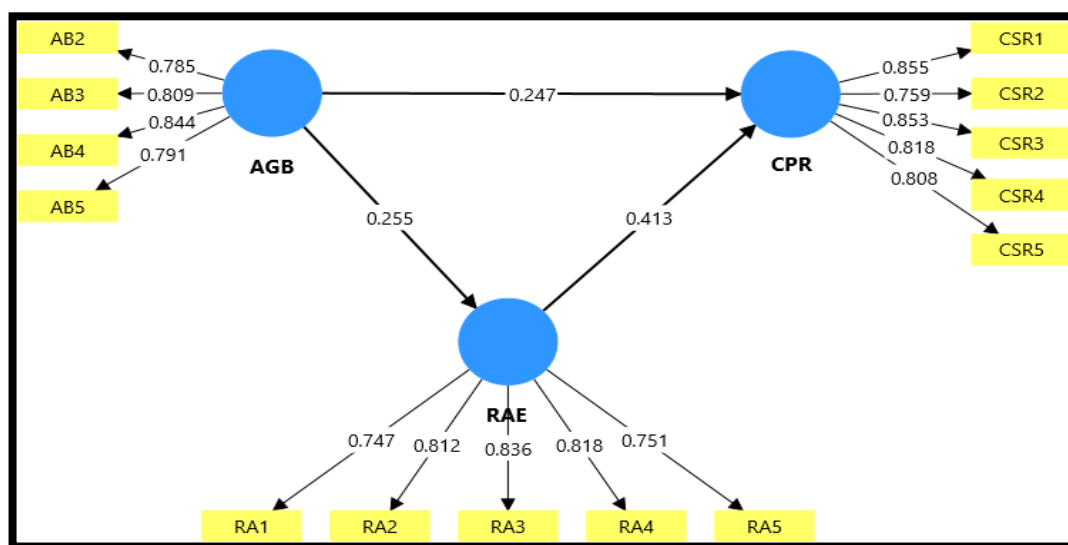 AB2
AB3
AB4
AB5
0.785
0.809
0.844
0.791
AGB
0.247
0.255
0.413
CPR
0.855
0.759
0.853
0.818
0.808
CSR1
CSR2
CSR3
CSR4
CSR5
RAE
0.747
0.812
0.836
0.818
0.751
RA1
RA2
RA3
RA4
RA5